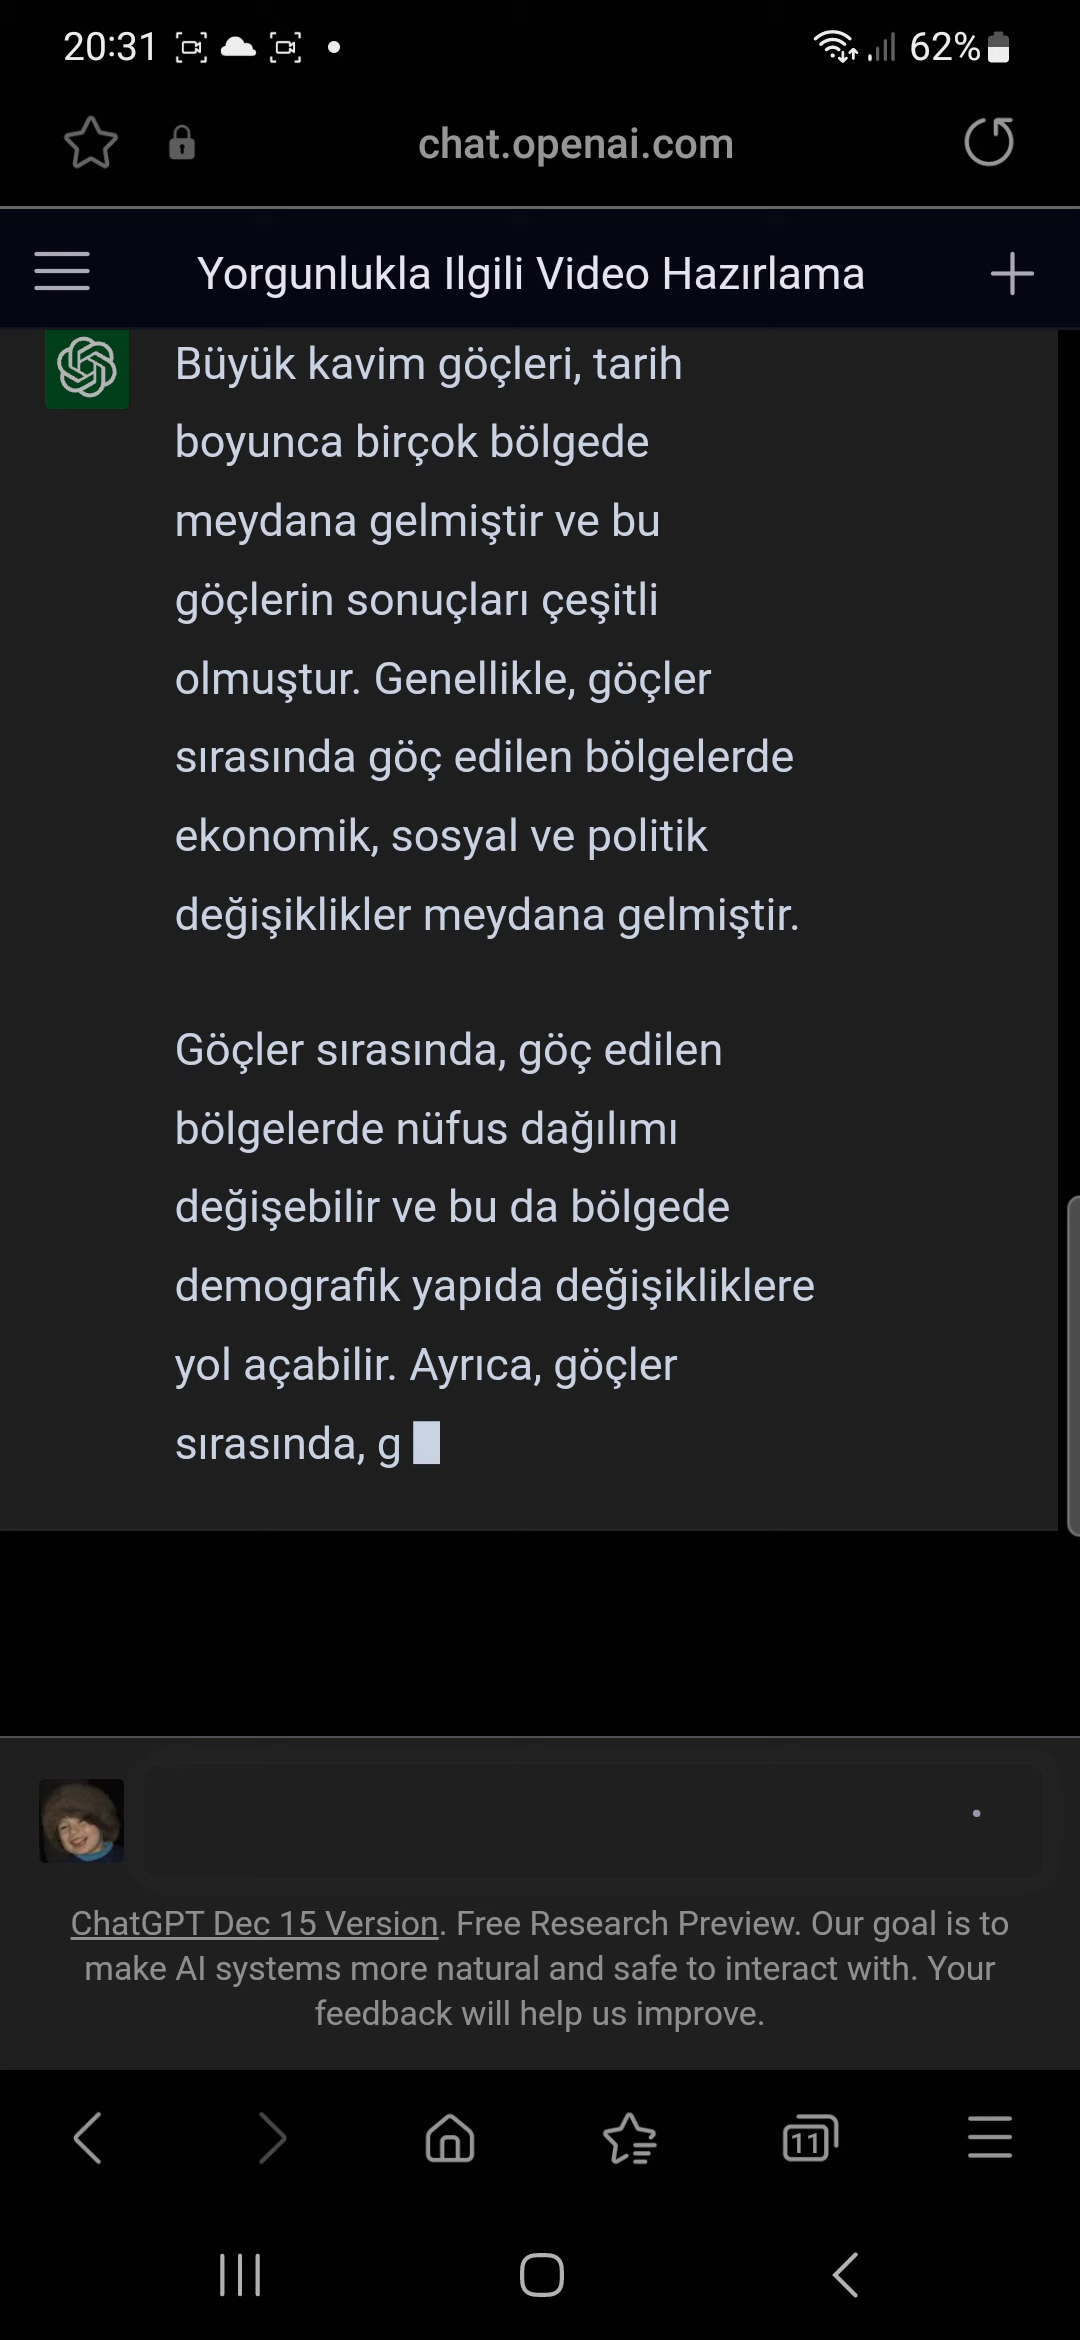 20:31
62%
chat.openai.com
Yorgunlukla Ilgili Video Hazırlama
Büyük kavim göçleri, tarih
boyunca birçok bölgede
meydana gelmiştir ve bu
göçlerin sonuçları çeşitli
olmuştur. Genellikle, göçler
sırasında göç edilen bölgelerde
ekonomik, sosyal ve politik
değişiklikler meydana gelmiştir.
Göçler sırasında, göç edilen
bölgelerde nüfus dağılımı
değişebilir ve bu da bölgede
demografik yapıda değişikliklere
yol açabilir. Ayrıca, göçler
sırasında, g
ChatGPT Dec 15 Version. Free Research Preview. Our goal is to
make AI systems more natural and safe to interact with. Your
feedback will help us improve.
11